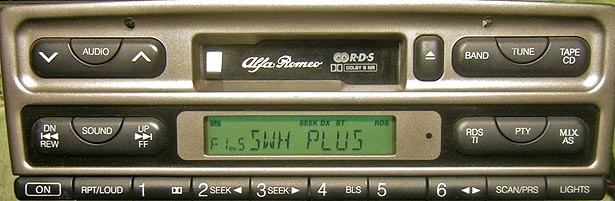 AUDIO
Alfa Romeo
R·D·S
DOLBY B NR
BAND TUNE TAPE CD
DN REW SOUND UP FF
SEEK DX ST RDS
F1 CH 5 SWH PLUS
RDS TI PTY M.I.X. AS
ON RPT/LOUD 1 2 SEEK ◄ 3 SEEK ► 4 BLS 5 6 ◄► SCAN/PRS LIGHTS